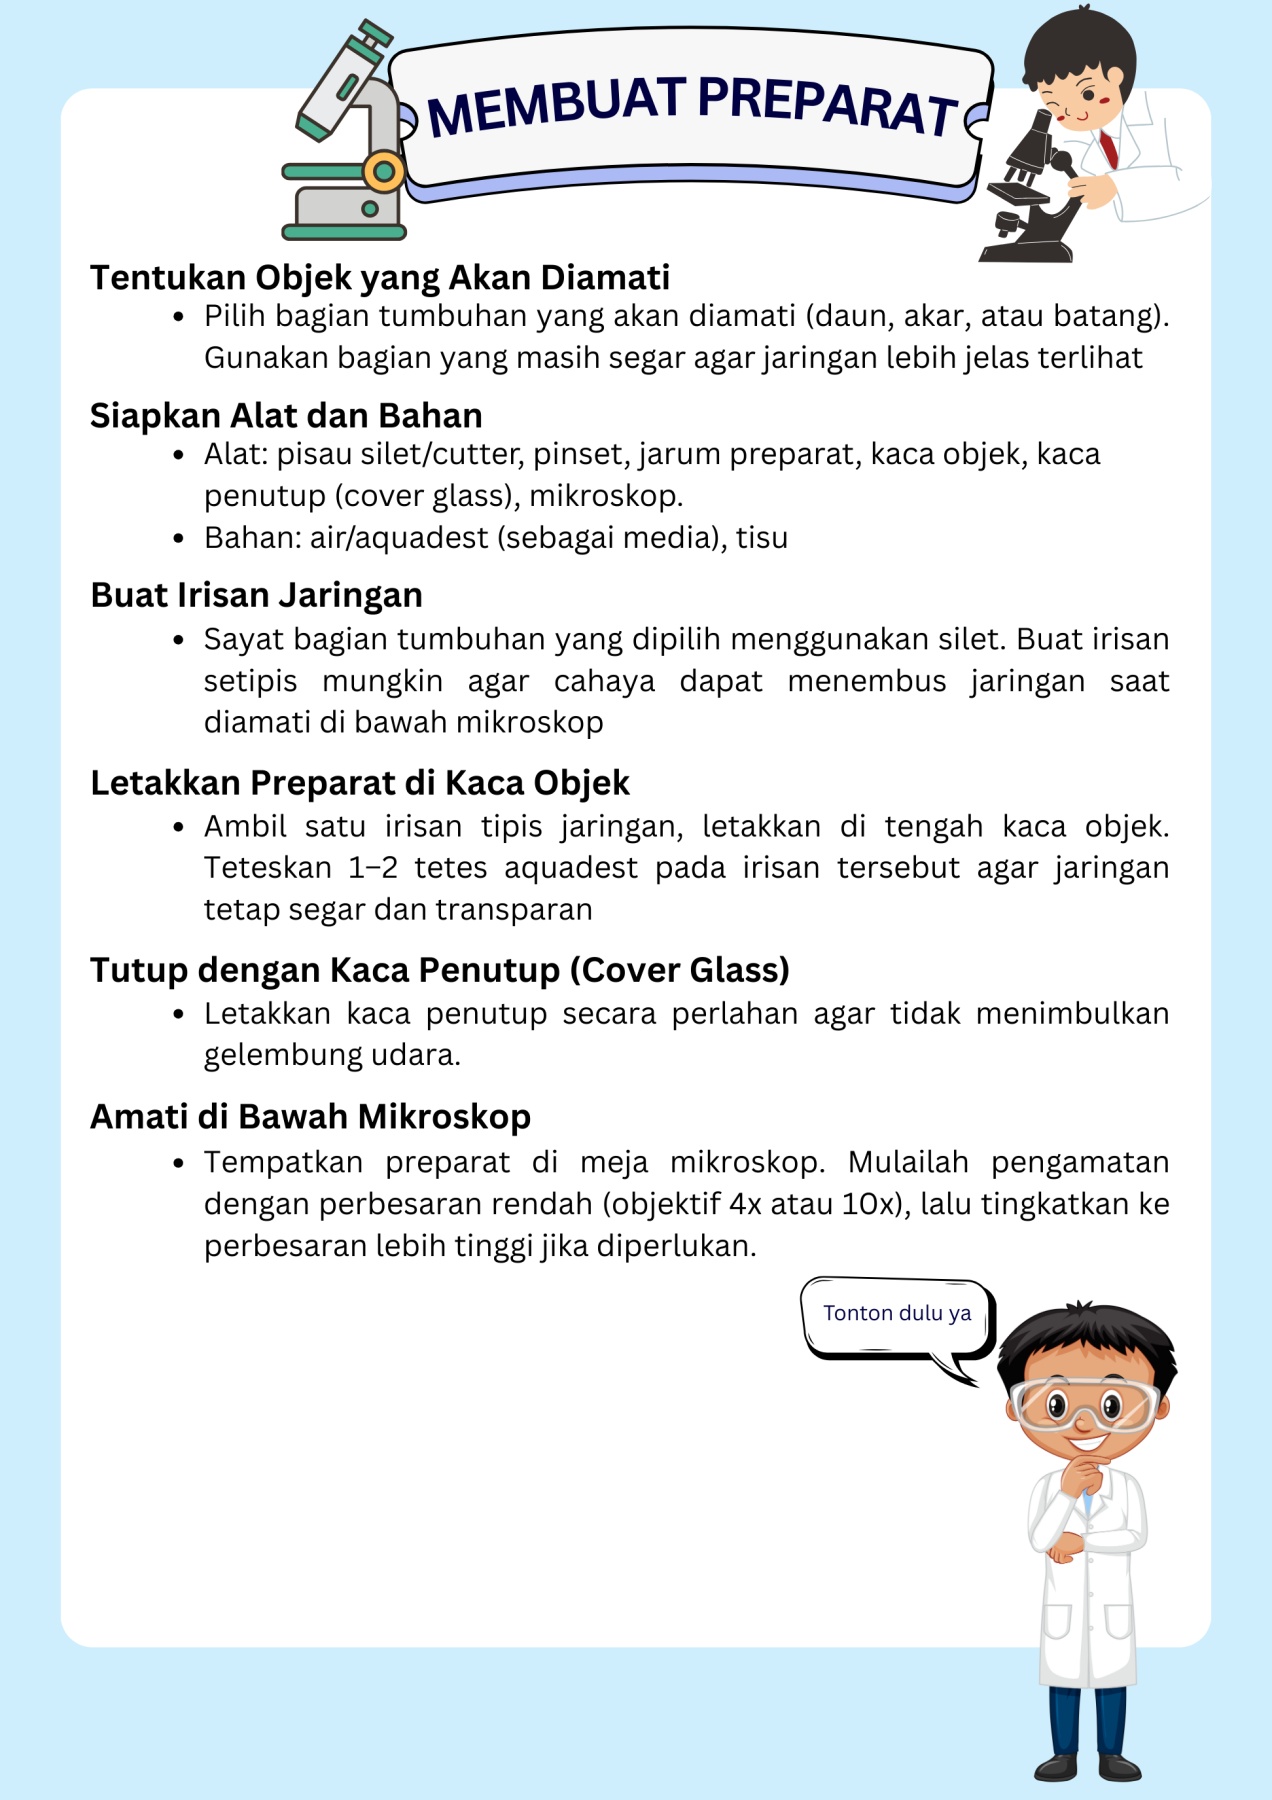 MEMBUAT PREPARAT
Tentukan Objek yang Akan Diamati
• Pilih bagian tumbuhan yang akan diamati (daun, akar, atau batang).
Gunakan bagian yang masih segar agar jaringan lebih jelas terlihat
Siapkan Alat dan Bahan
• Alat: pisau silet/cutter, pinset, jarum preparat, kaca objek, kaca
penutup (cover glass), mikroskop.
• Bahan: air/aquadest (sebagai media), tisu
Buat Irisan Jaringan
• Sayat bagian tumbuhan yang dipilih menggunakan silet. Buat irisan
setipis mungkin agar cahaya dapat menembus jaringan saat
diamati di bawah mikroskop
Letakkan Preparat di Kaca Objek
• Ambil satu irisan tipis jaringan, letakkan di tengah kaca objek.
Teteskan 1–2 tetes aquadest pada irisan tersebut agar jaringan
tetap segar dan transparan
Tutup dengan Kaca Penutup (Cover Glass)
• Letakkan kaca penutup secara perlahan agar tidak menimbulkan
gelembung udara.
Amati di Bawah Mikroskop
• Tempatkan preparat di meja mikroskop. Mulailah pengamatan
dengan perbesaran rendah (objektif 4x atau 10x), lalu tingkatkan ke
perbesaran lebih tinggi jika diperlukan.
Tonton dulu ya